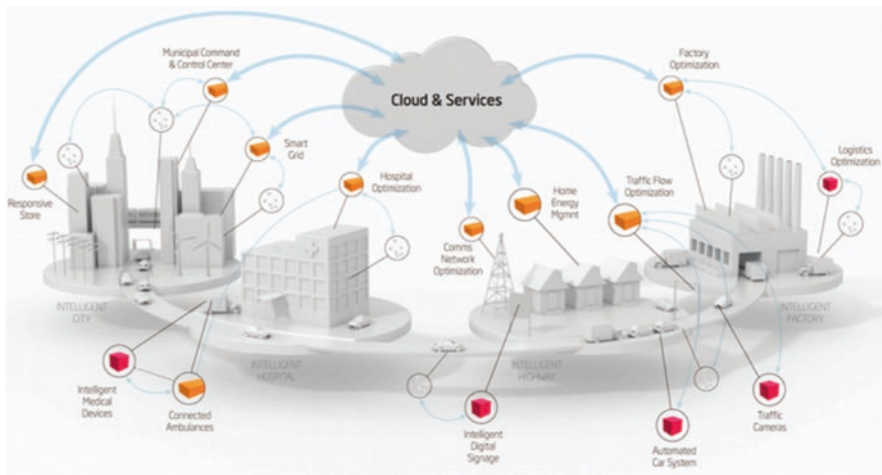 Municipal Command
& Control Center
Cloud & Services
Factory
Optimization
Smart
Grid
Logistics
Optimization
Responsive
Store
Hospital
Optimization
Home
Energy
Mgmnt
Traffic Flow
Optimization
Comms
Network
Optimization
INTELLIGENT
CITY
INTELLIGENT
FACTORY
INTELLIGENT
HOSPITAL
INTELLIGENT
HIGHWAY
Intelligent
Medical
Devices
Connected
Ambulances
Intelligent
Digital
Signage
Automated
Car System
Traffic
Cameras